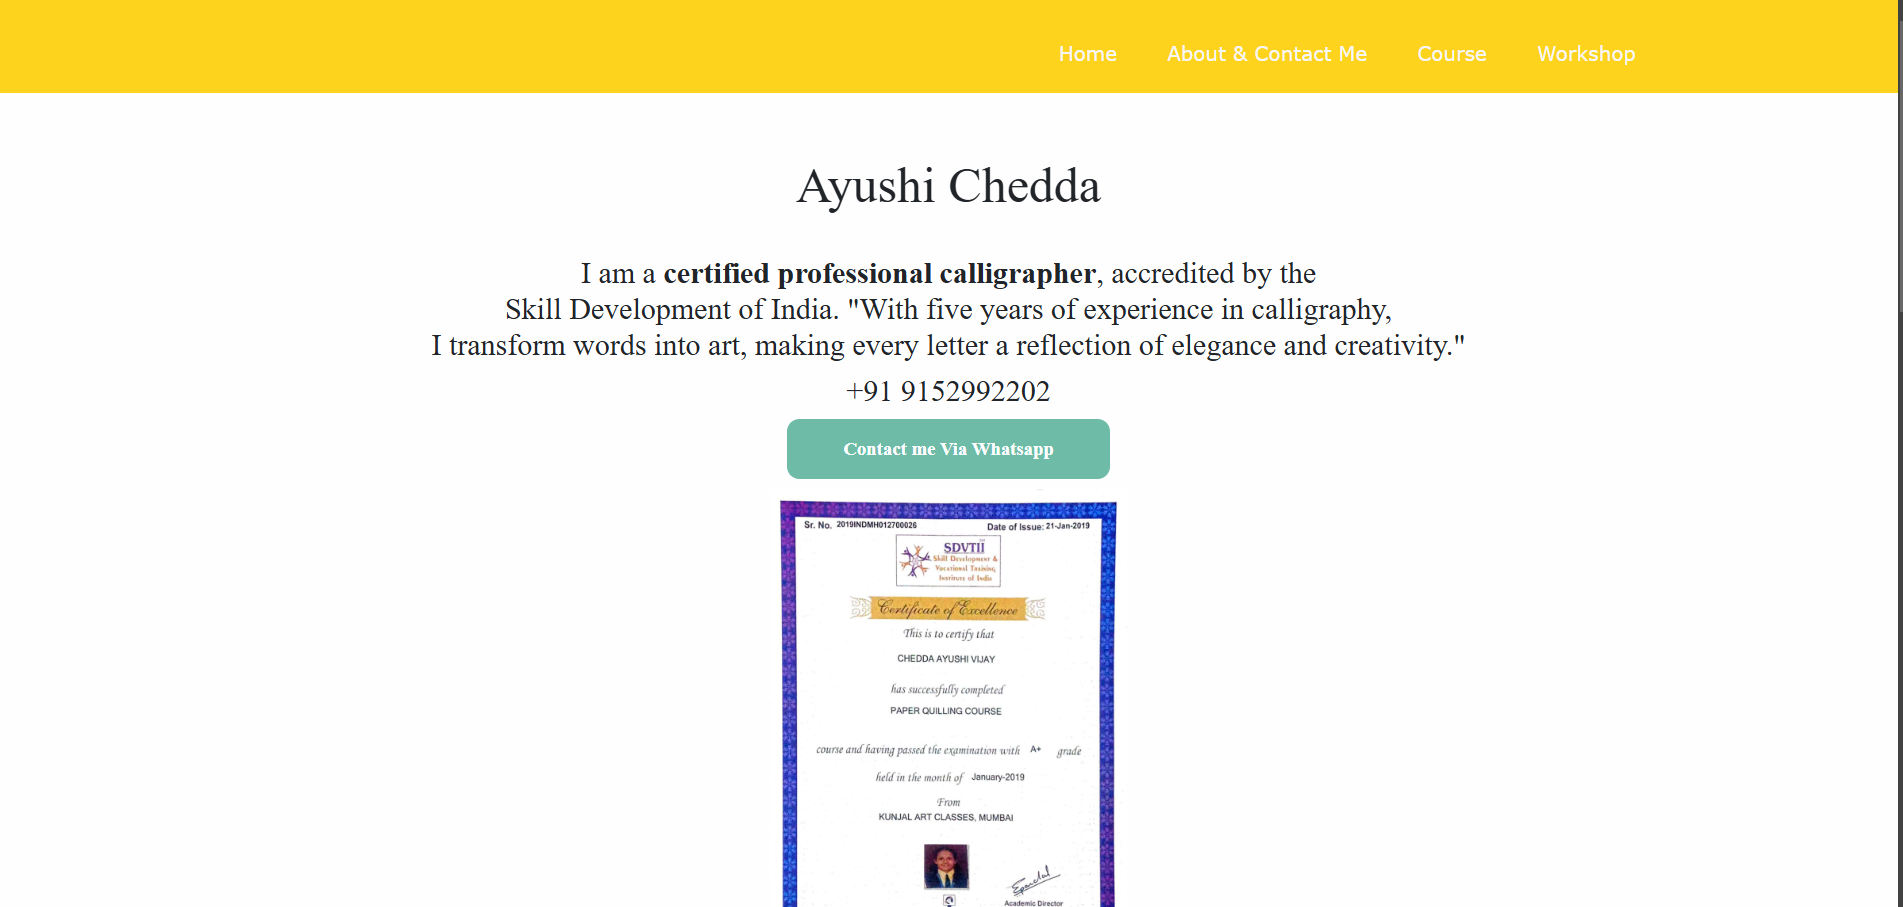 Home About & Contact Me Course Workshop
Ayushi Chedda
I am a certified professional calligrapher, accredited by the
Skill Development of India. "With five years of experience in calligraphy,
I transform words into art, making every letter a reflection of elegance and creativity."
+91 9152992202
Contact me Via Whatsapp
Sr. No. 2019INDMH012700026 Date of Issue: 21-Jan-2019
SDVTII
Skill Development &
Vocational Training
Institute of India
Certificate of Excellence
This is to certify that
CHEDDA AYUSHI VIJAY
has successfully completed
PAPER QUILLING COURSE
course and having passed the examination with A+ grade
held in the month of January-2019
From
KUNJAL ART CLASSES, MUMBAI
Academic Director